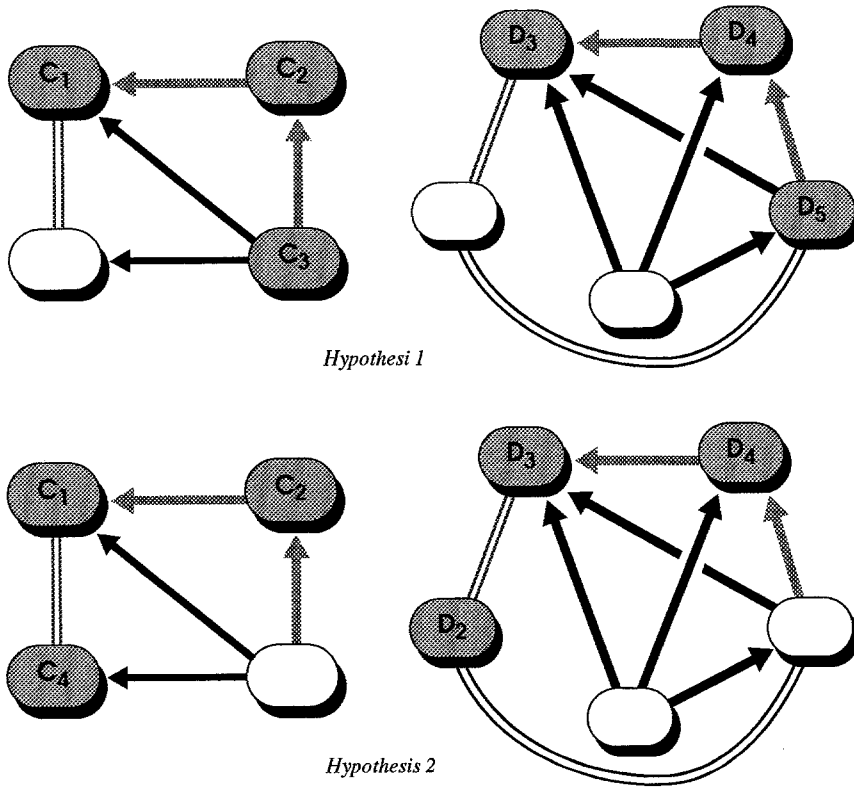 C1 C2 D3 D4
C3 D5
Hypothesi 1
C1 C2 D3 D4
C4 D2
Hypothesis 2